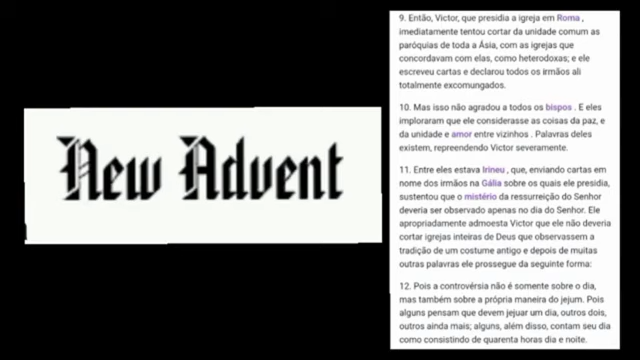 New Advent
9. Então, Victor, que presidia a igreja em Roma ,
imediatamente tentou cortar da unidade comum as
paróquias de toda a Ásia, com as igrejas que
concordavam com elas, como heterodoxas; e ele
escreveu cartas e declarou todos os irmãos ali
totalmente excomungados.
10. Mas isso não agradou a todos os bispos . E eles
imploraram que ele considerasse as coisas da paz, e
da unidade e amor entre vizinhos . Palavras deles
existem, repreendendo Victor severamente.
11. Entre eles estava Irineu , que, enviando cartas em
nome dos irmãos na Gália sobre os quais ele presidia,
sustentou que o mistério da ressurreição do Senhor
deveria ser observado apenas no dia do Senhor. Ele
apropriadamente admoesta Victor que ele não deveria
cortar igrejas inteiras de Deus que observassem a
tradição de um costume antigo e depois de muitas
outras palavras ele prossegue da seguinte forma:
12. Pois a controvérsia não é somente sobre o dia,
mas também sobre a própria maneira do jejum. Pois
alguns pensam que devem jejuar um dia, outros dois,
outros ainda mais; alguns, além disso, contam seu dia
como consistindo de quarenta horas dia e noite.